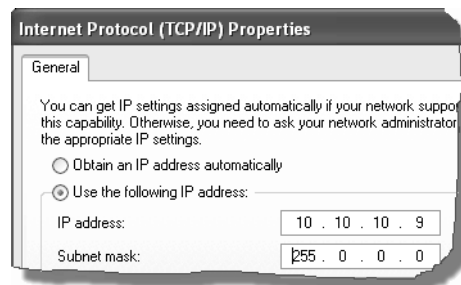 Internet Protocol (TCP/IP) Properties
General
You can get IP settings assigned automatically if your network
this capability. Otherwise, you need to ask your network administrator
the appropriate IP settings.
Obtain an IP address automatically
Use the following IP address:
IP address: 10 . 10 . 10 . 9
Subnet mask: 255 . 0 . 0 . 0